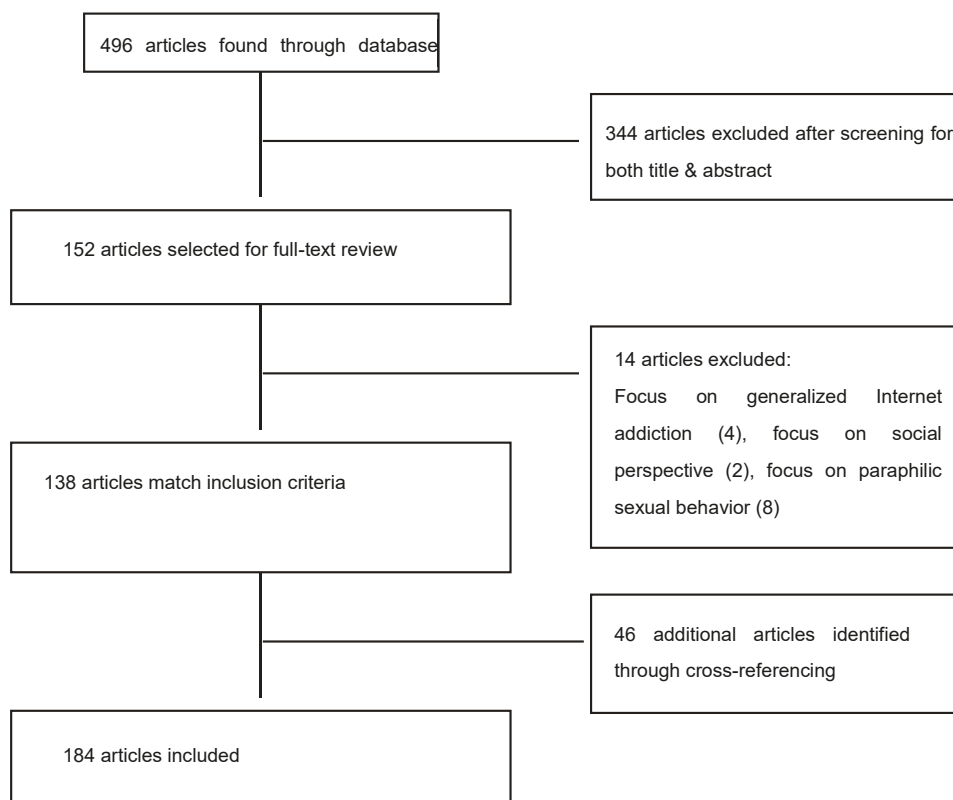 496 articles found through database
344 articles excluded after screening for
both title & abstract
152 articles selected for full-text review
14 articles excluded:
Focus on generalized Internet
addiction (4), focus on social
perspective (2), focus on paraphilic
sexual behavior (8)
138 articles match inclusion criteria
46 additional articles identified
through cross-referencing
184 articles included